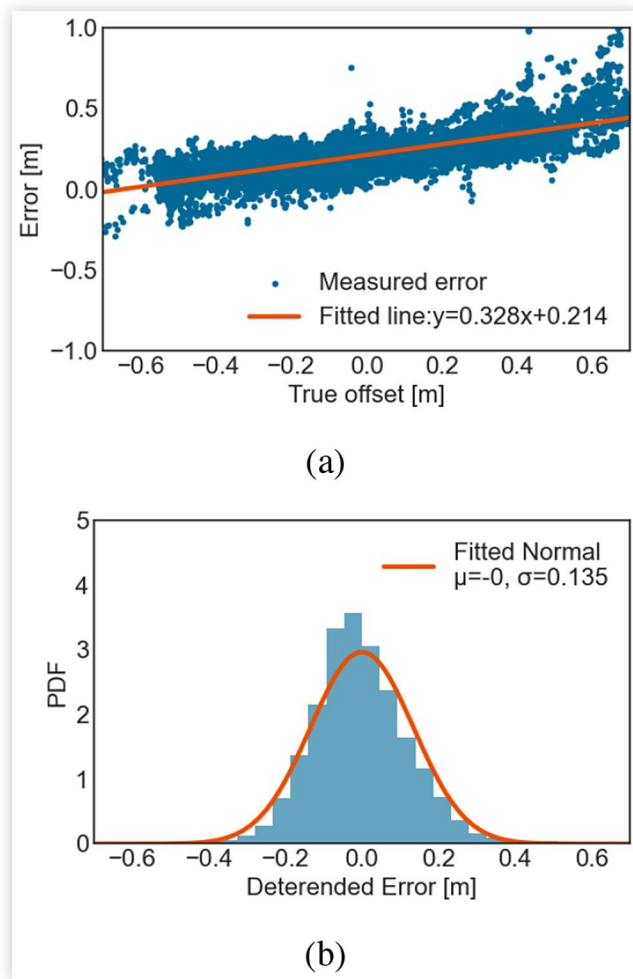 1.0
0.5
0.0
−0.5
−1.0
Error [m]
Measured error
Fitted line:y=0.328x+0.214
−0.6 −0.4 −0.2 0.0 0.2 0.4 0.6
True offset [m]
(a)
5
4
3
2
1
0
PDF
Fitted Normal
μ=-0, σ=0.135
−0.6 −0.4 −0.2 0.0 0.2 0.4 0.6
Deterended Error [m]
(b)